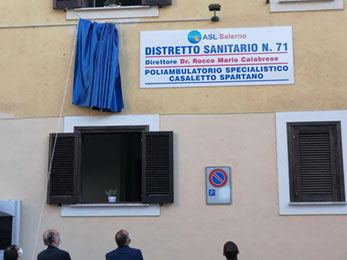 ASL Salerno
DISTRETTO SANITARIO N. 71
Direttore Dr. Rocco Mario Calabrese
POLIAMBULATORIO SPECIALISTICO
CASALETTO SPARTANO